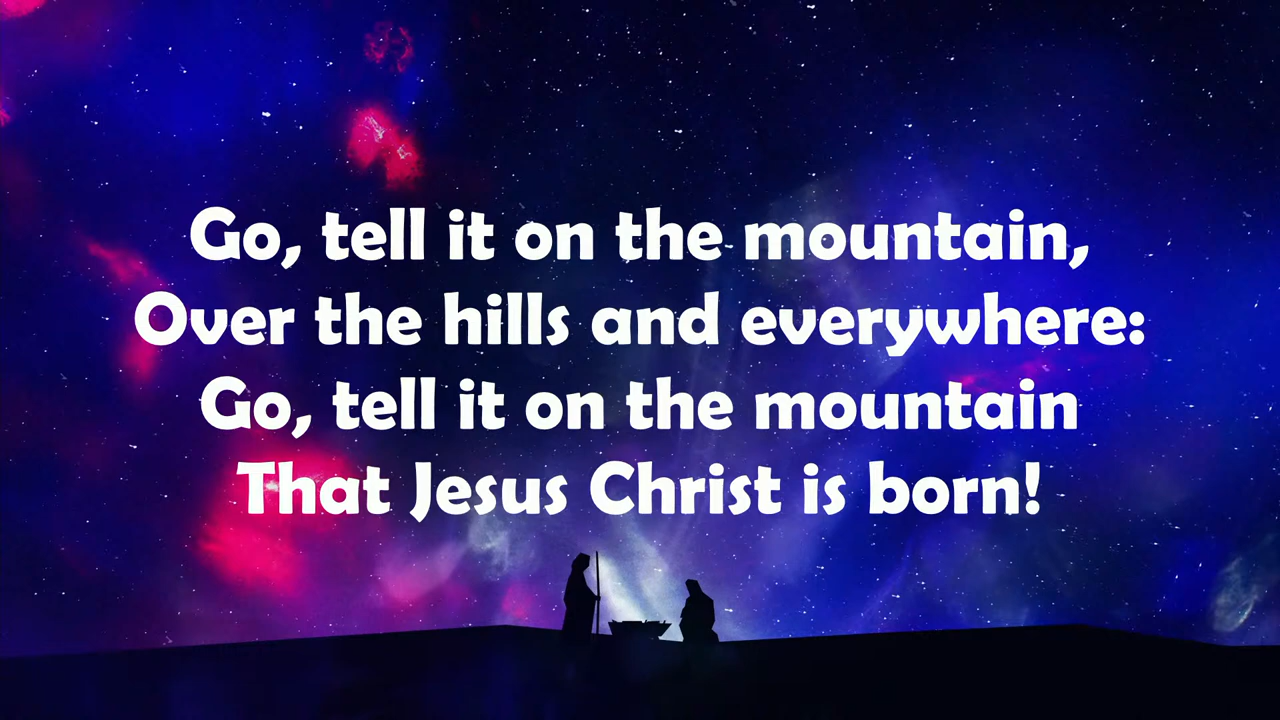 Go, tell it on the mountain,
Over the hills and everywhere:
Go, tell it on the mountain
That Jesus Christ is born!